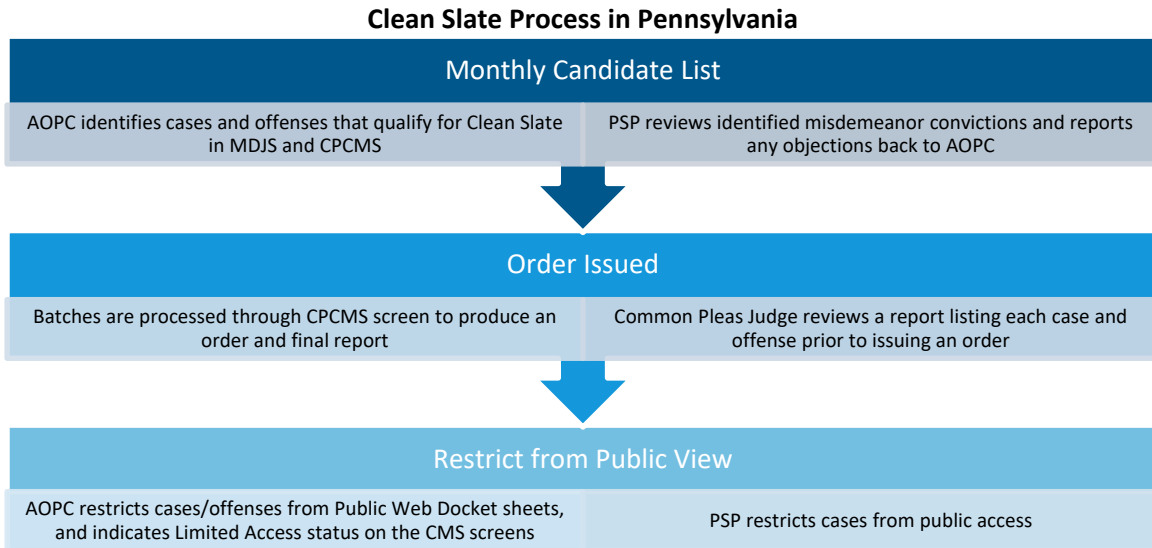 Clean Slate Process in Pennsylvania
Monthly Candidate List
AOPC identifies cases and offenses that qualify for Clean Slate
in MDJS and CPCMS
PSP reviews identified misdemeanor convictions and reports
any objections back to AOPC
Order Issued
Batches are processed through CPCMS screen to produce an
order and final report
Common Pleas Judge reviews a report listing each case and
offense prior to issuing an order
Restrict from Public View
AOPC restricts cases/offenses from Public Web Docket sheets,
and indicates Limited Access status on the CMS screens
PSP restricts cases from public access